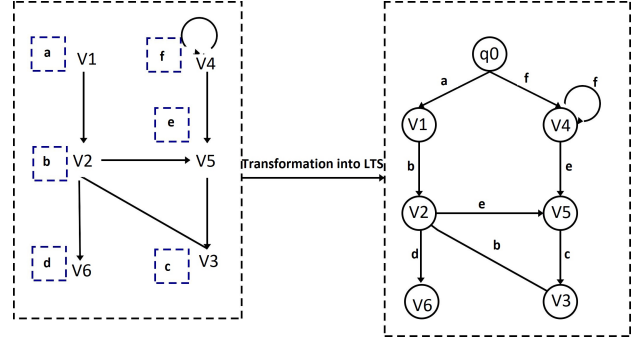 a V1 f V4
e
b V2 V5
d V6 c V3
Transformation into LTS
q0
a f f
V1 V4
b e
V2 e V5
d b c
V6 V3